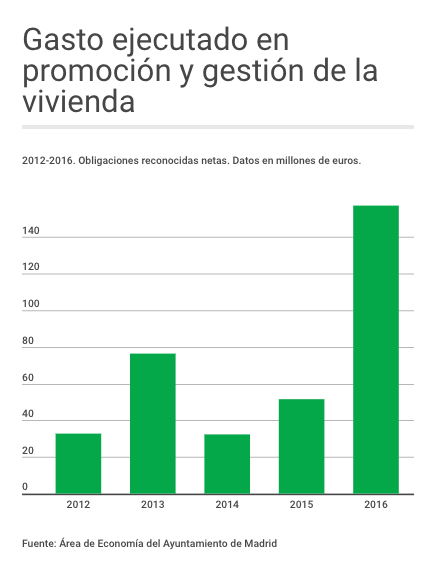 Gasto ejecutado en
promoción y gestión de la
vivienda
2012-2016. Obligaciones reconocidas netas. Datos en millones de euros.
140
120
100
80
60
40
20
0
2012 2013 2014 2015 2016
Fuente: Área de Economía del Ayuntamiento de Madrid